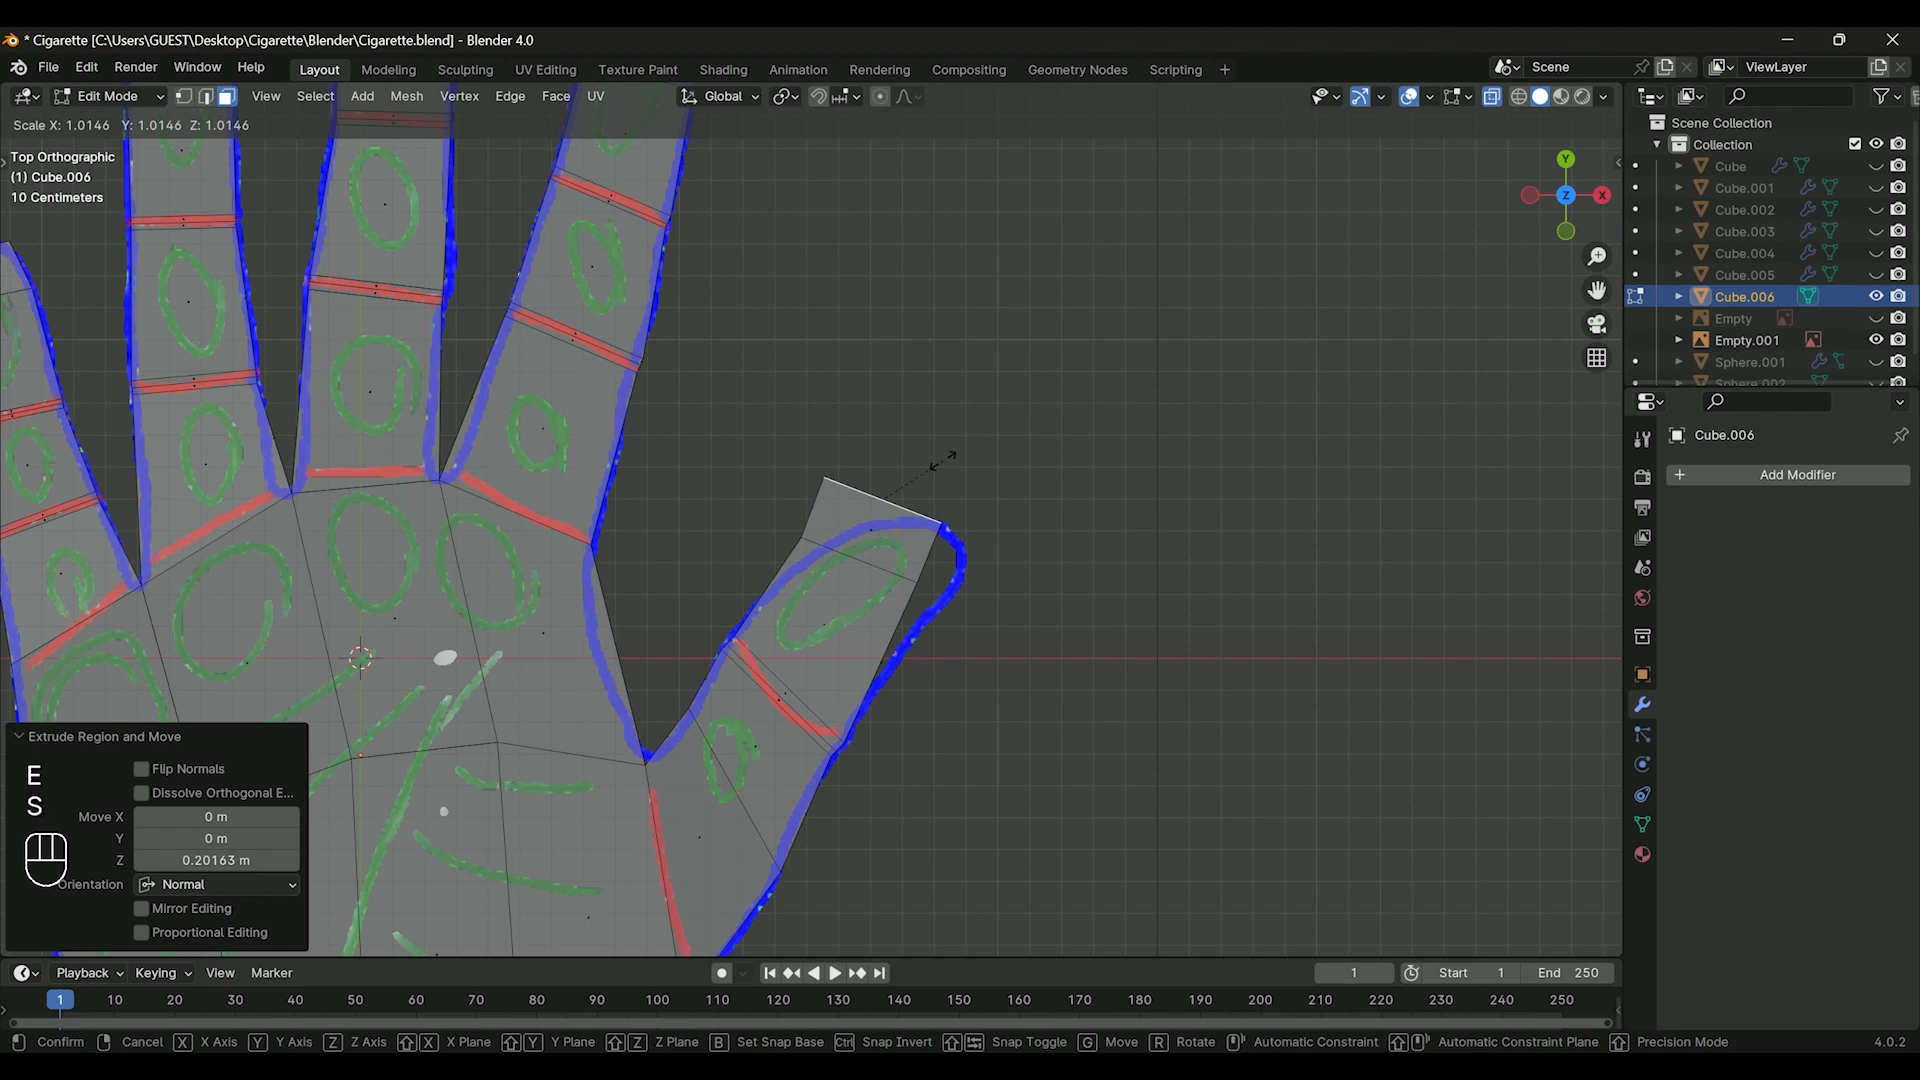 * Cigarette [C:\Users\GUEST\Desktop\Cigarette\Blender\Cigarette.blend] - Blender 4.0
File Edit Render Window Help Layout Modeling Sculpting UV Editing Texture Paint Shading Animation Rendering Compositing Geometry Nodes Scripting + Scene ViewLayer
Edit Mode View Select Add Mesh Vertex Edge Face UV Global
Scale X: 1.0146 Y: 1.0146 Z: 1.0146
Top Orthographic
(1) Cube.006
10 Centimeters
Y
Z X
Scene Collection
Collection
Cube
Cube.001
Cube.002
Cube.003
Cube.004
Cube.005
Cube.006
Empty
Empty.001
Sphere.001
Sphere.002
Cube.006
+ Add Modifier
Extrude Region and Move
Flip Normals
Dissolve Orthogonal E...
Move X 0 m
Y 0 m
Z 0.20163 m
Orientation Normal
Mirror Editing
Proportional Editing
E
S
Playback Keying View Marker 1 Start 1 End 250
1 10 20 30 40 50 60 70 80 90 100 110 120 130 140 150 160 170 180 190 200 210 220 230 240 250
Confirm Cancel X X Axis Y Y Axis Z Z Axis X X Plane Y Y Plane Z Z Plane B Set Snap Base Ctrl Snap Invert Snap Toggle G Move R Rotate Automatic Constraint Automatic Constraint Plane Precision Mode 4.0.2